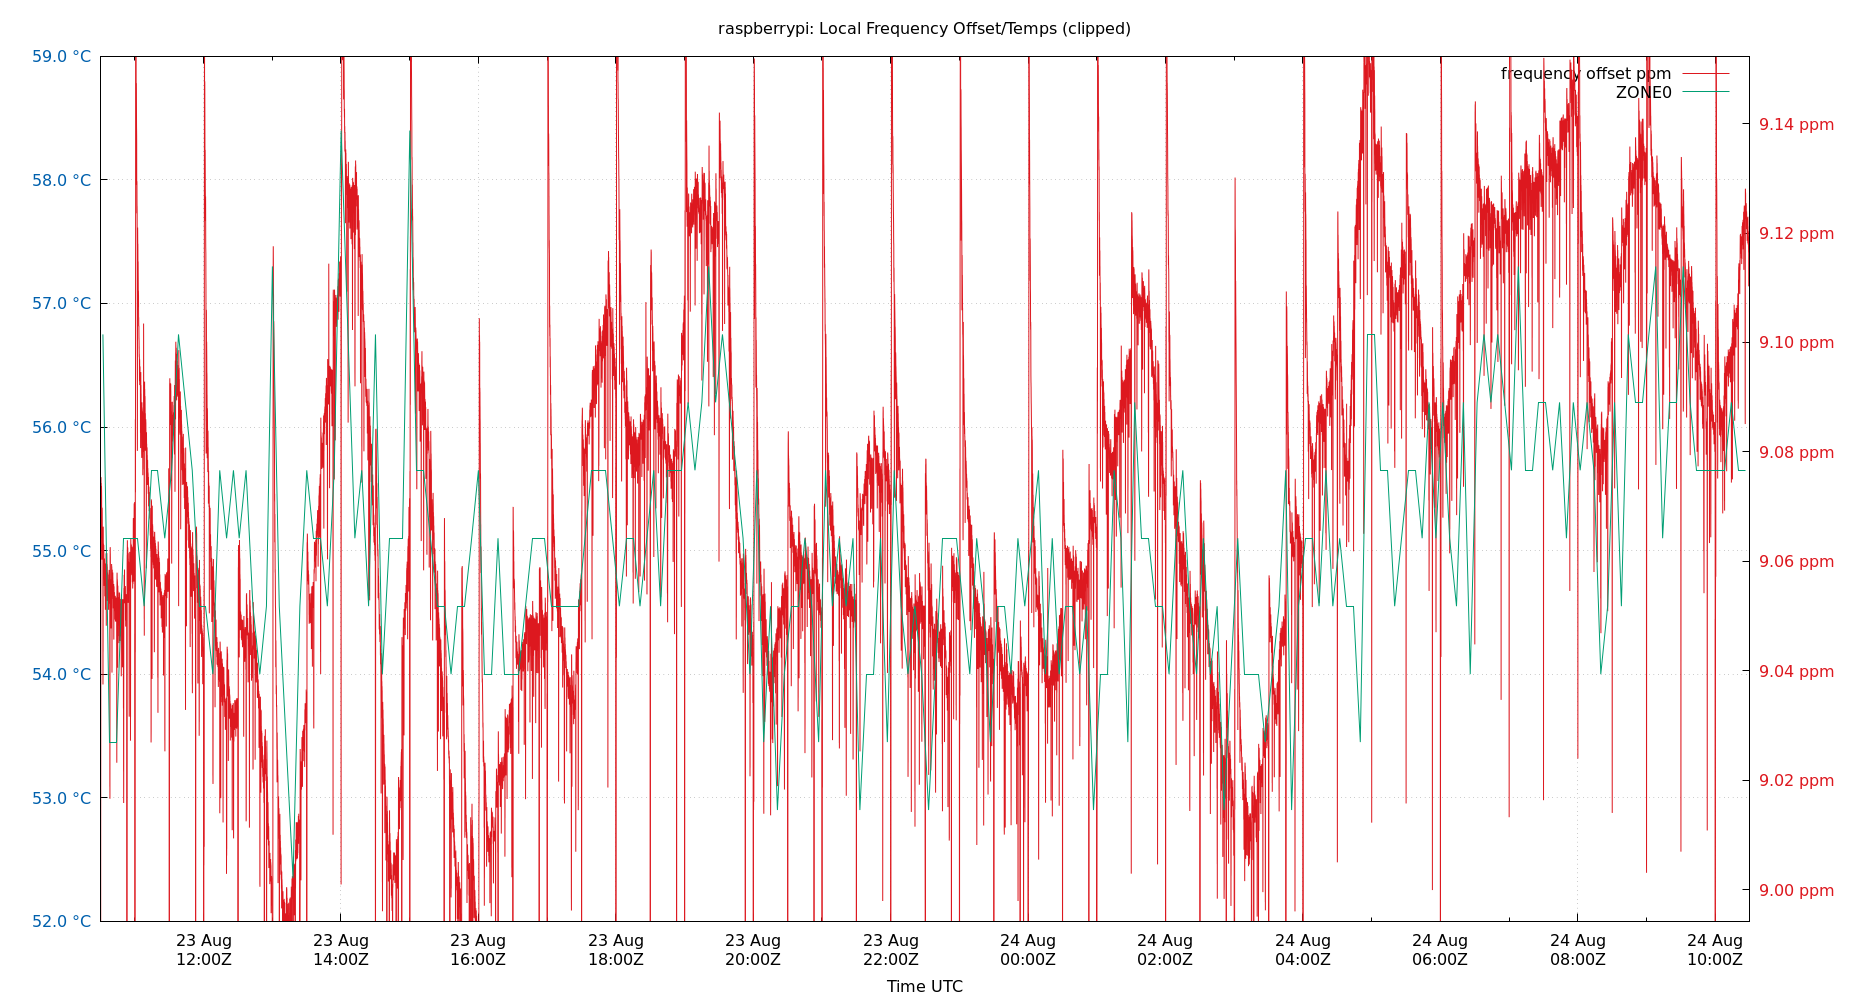 raspberrypi: Local Frequency Offset/Temps (clipped)
59.0 °C
58.0 °C
57.0 °C
56.0 °C
55.0 °C
54.0 °C
53.0 °C
52.0 °C
frequency offset ppm
ZONE0
9.14 ppm
9.12 ppm
9.10 ppm
9.08 ppm
9.06 ppm
9.04 ppm
9.02 ppm
9.00 ppm
23 Aug 23 Aug 23 Aug 23 Aug 23 Aug 23 Aug 24 Aug 24 Aug 24 Aug 24 Aug 24 Aug 24 Aug
12:00Z 14:00Z 16:00Z 18:00Z 20:00Z 22:00Z 00:00Z 02:00Z 04:00Z 06:00Z 08:00Z 10:00Z
Time UTC